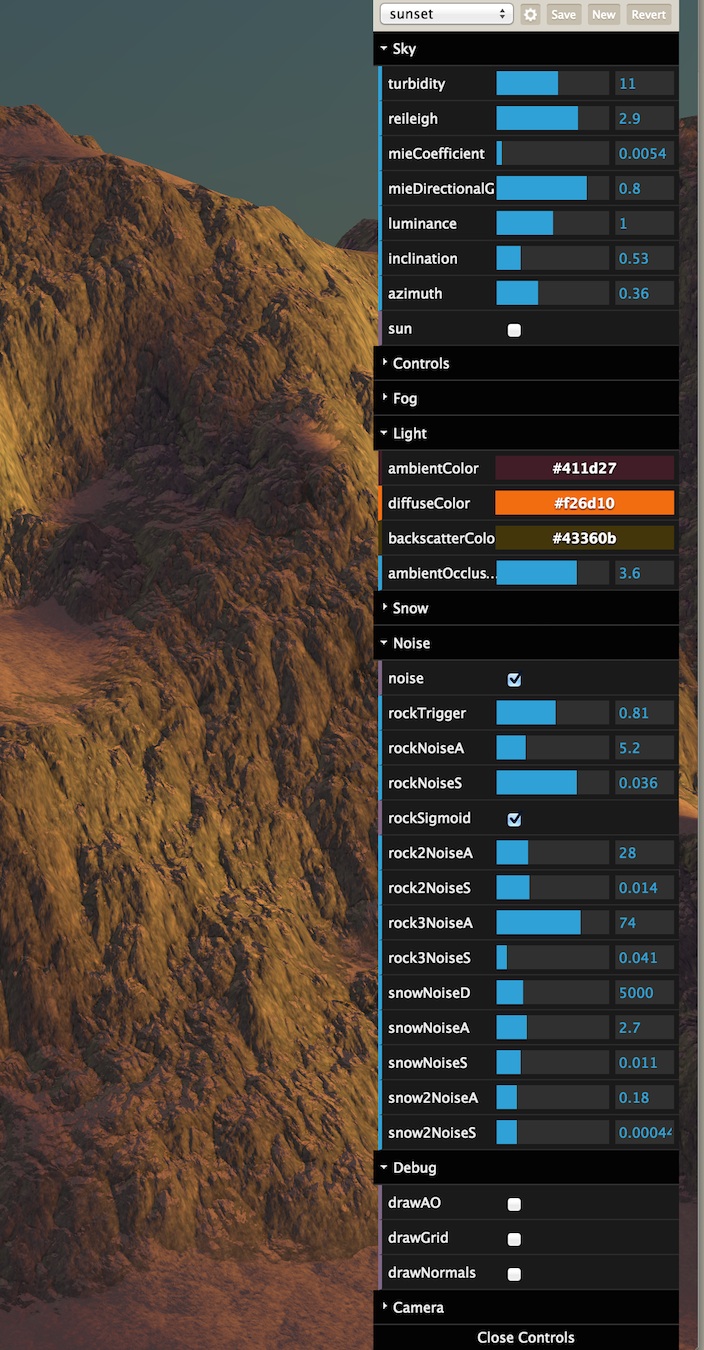 sunset Save New Revert
Sky
turbidity 11
reileigh 2.9
mieCoefficient 0.0054
mieDirectionalG 0.8
luminance 1
inclination 0.53
azimuth 0.36
sun
Controls
Fog
Light
ambientColor #411d27
diffuseColor #f26d10
backscatterColo #43360b
ambientOcclus... 3.6
Snow
Noise
noise
rockTrigger 0.81
rockNoiseA 5.2
rockNoiseS 0.036
rockSigmoid
rock2NoiseA 28
rock2NoiseS 0.014
rock3NoiseA 74
rock3NoiseS 0.041
snowNoiseD 5000
snowNoiseA 2.7
snowNoiseS 0.011
snow2NoiseA 0.18
snow2NoiseS 0.00044
Debug
drawAO
drawGrid
drawNormals
Camera
Close Controls